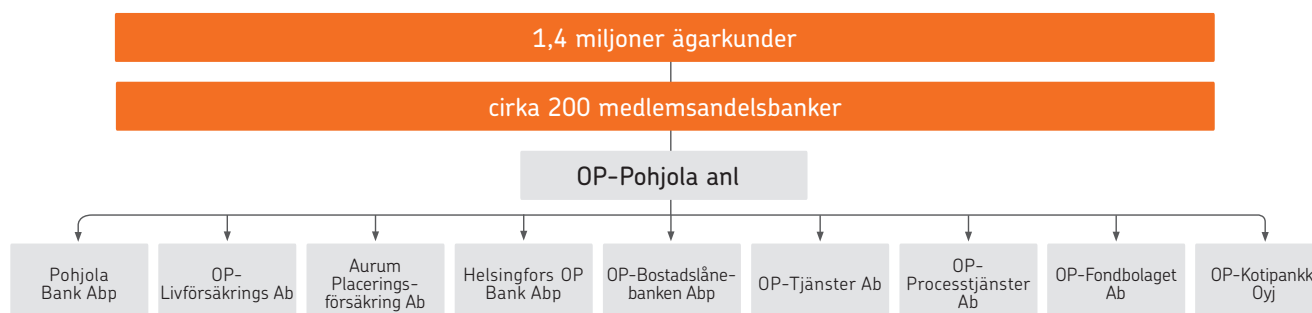 1,4 miljoner ägarkunder
cirka 200 medlemsandelsbanker
OP-Pohjola anl
Pohjola
Bank Abp
OP-
Livförsäkrings Ab
Aurum
Placerings-
försäkring Ab
Helsingfors OP
Bank Abp
OP-Bostadslåne-
banken Abp
OP-Tjänster Ab
OP-
Processtjänster
Ab
OP-Fondbolaget
Ab
OP-Kotipankk
Oyj